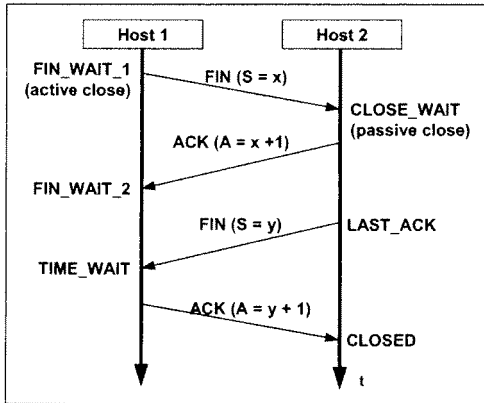 Host 1
Host 2
FIN_WAIT_1
(active close)
FIN (S = x)
CLOSE_WAIT
(passive close)
ACK (A = x +1)
FIN_WAIT_2
FIN (S = y)
LAST_ACK
TIME_WAIT
ACK (A = y + 1)
CLOSED
t